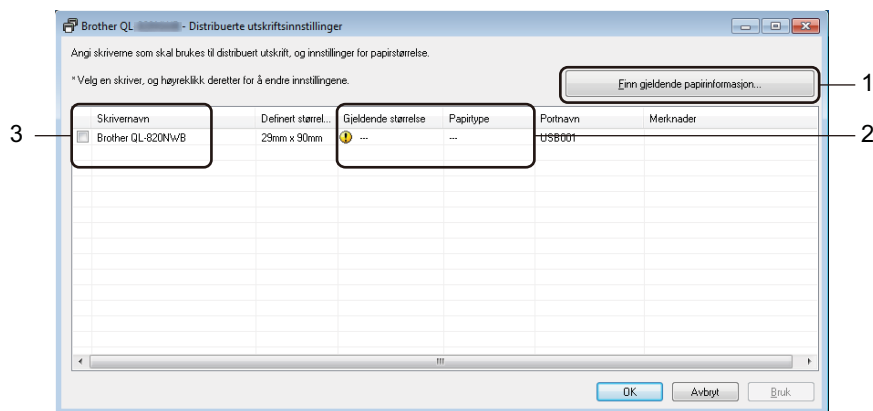 Brother QL - Distribuerte utskriftsinnstillinger
Angi skriverne som skal brukes til distribuert utskrift, og innstillinger for papirstørrelse.
* Velg en skriver, og høyreklikk deretter for å endre innstillingene.
Finn gjeldende papirinformasjon...
1
Skrivernavn Definert størrel... Gjeldende størrelse Papirtype Portnavn Merknader
3 Brother QL-820NWB 29mm x 90mm --- --- USB001 2
OK Avbryt Bruk